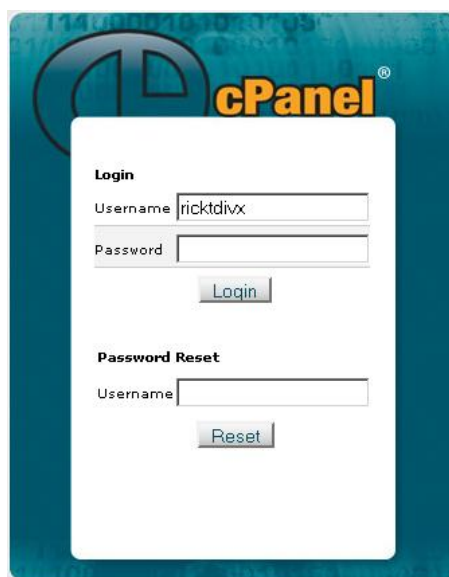 cPanel®
Login
Username ricktdivx
Password
Login
Password Reset
Username
Reset